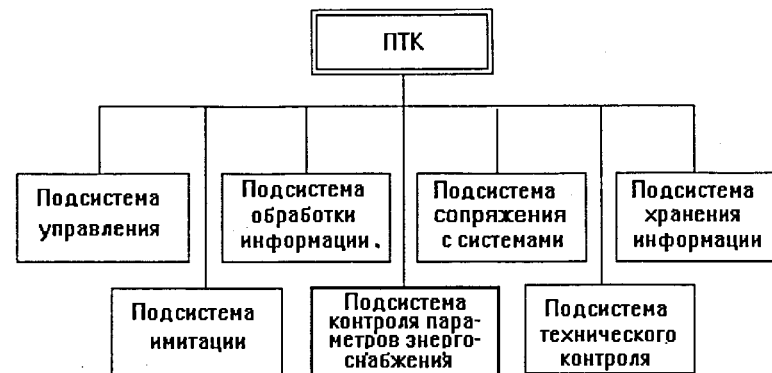 ПТК
Подсистема
управления
Подсистема
обработки
информации.
Подсистема
сопряжения
с системами
Подсистема
хранения
информации
Подсистема
имитации
Подсистема
контроля пара-
метров энерго-
снабжения
Подсистема
технического
контроля